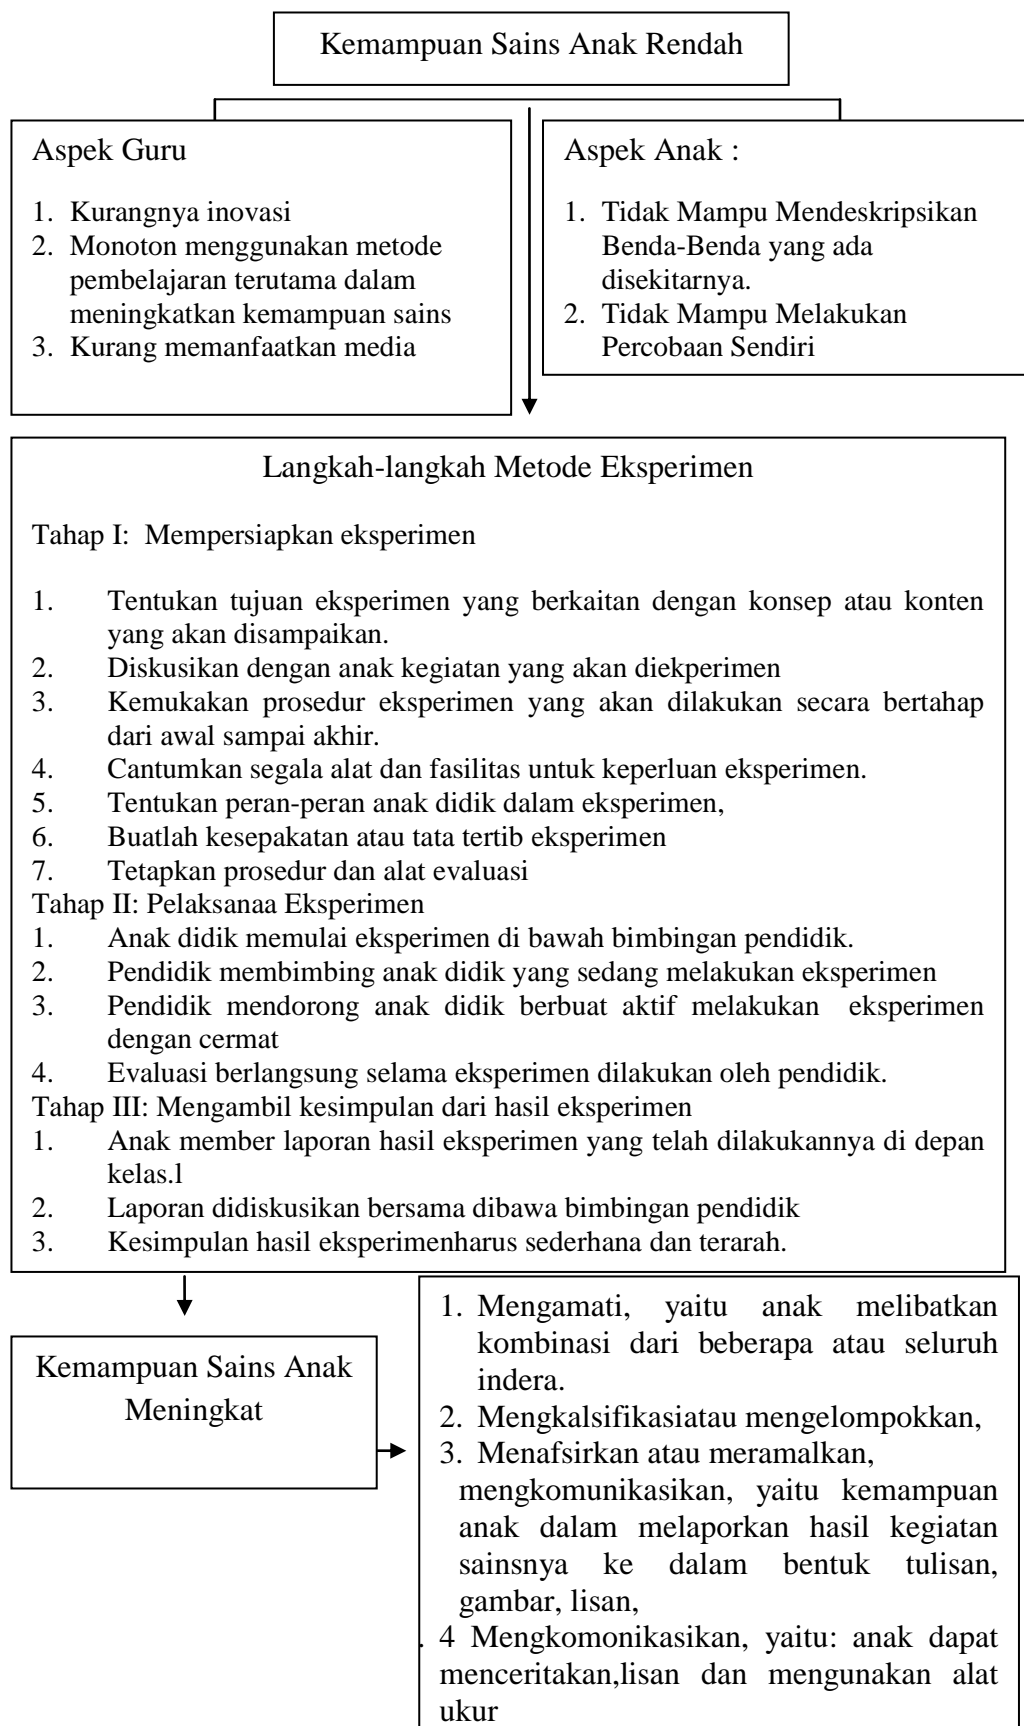 Kemampuan Sains Anak Rendah
Aspek Guru
1. Kurangnya inovasi
2. Monoton menggunakan metode
pembelajaran terutama dalam
meningkatkan kemampuan sains
3. Kurang memanfaatkan media
Aspek Anak :
1. Tidak Mampu Mendeskripsikan
Benda-Benda yang ada
disekitarnya.
2. Tidak Mampu Melakukan
Percobaan Sendiri
Langkah-langkah Metode Eksperimen
Tahap I: Mempersiapkan eksperimen
1. Tentukan tujuan eksperimen yang berkaitan dengan konsep atau konten
yang akan disampaikan.
2. Diskusikan dengan anak kegiatan yang akan diekperimen
3. Kemukakan prosedur eksperimen yang akan dilakukan secara bertahap
dari awal sampai akhir.
4. Cantumkan segala alat dan fasilitas untuk keperluan eksperimen.
5. Tentukan peran-peran anak didik dalam eksperimen,
6. Buatlah kesepakatan atau tata tertib eksperimen
7. Tetapkan prosedur dan alat evaluasi
Tahap II: Pelaksanaa Eksperimen
1. Anak didik memulai eksperimen di bawah bimbingan pendidik.
2. Pendidik membimbing anak didik yang sedang melakukan eksperimen
3. Pendidik mendorong anak didik berbuat aktif melakukan eksperimen
dengan cermat
4. Evaluasi berlangsung selama eksperimen dilakukan oleh pendidik.
Tahap III: Mengambil kesimpulan dari hasil eksperimen
1. Anak member laporan hasil eksperimen yang telah dilakukannya di depan
kelas.l
2. Laporan didiskusikan bersama dibawa bimbingan pendidik
3. Kesimpulan hasil eksperimenharus sederhana dan terarah.
Kemampuan Sains Anak
Meningkat
1. Mengamati, yaitu anak melibatkan
kombinasi dari beberapa atau seluruh
indera.
2. Mengkalsifikasiatau mengelompokkan,
3. Menafsirkan atau meramalkan,
mengkomunikasikan, yaitu kemampuan
anak dalam melaporkan hasil kegiatan
sainsnya ke dalam bentuk tulisan,
gambar, lisan,
. 4 Mengkomonikasikan, yaitu: anak dapat
menceritakan,lisan dan mengunakan alat
ukur